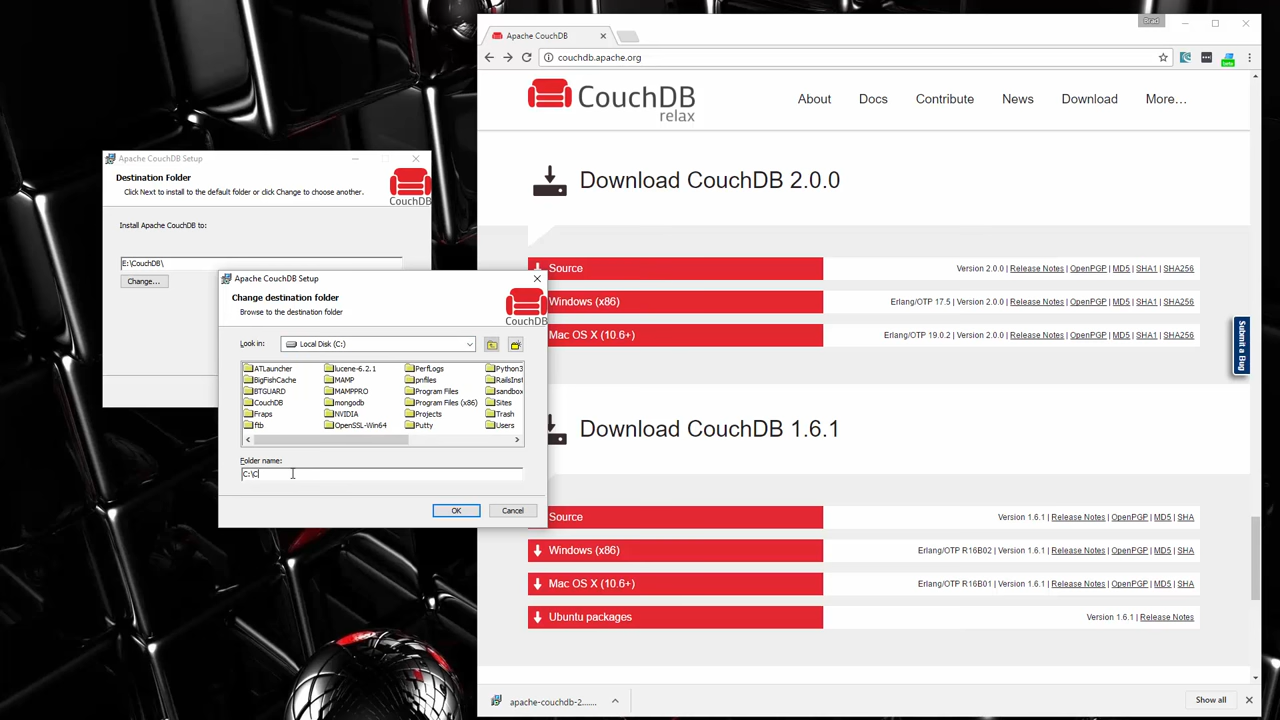 Brad
Apache CouchDB
couchdb.apache.org
CouchDB
relax
About Docs Contribute News Download More...
Download CouchDB 2.0.0
Source
Version 2.0.0 | Release Notes | OpenPGP | MD5 | SHA1 | SHA256
Windows (x86)
Erlang/OTP 17.5 | Version 2.0.0 | Release Notes | OpenPGP | MD5 | SHA1 | SHA256
Mac OS X (10.6+)
Erlang/OTP 19.0.2 | Version 2.0.0 | Release Notes | OpenPGP | MD5 | SHA1 | SHA256
Submit a Bug
Download CouchDB 1.6.1
Source
Version 1.6.1 | Release Notes | OpenPGP | MD5 | SHA
Windows (x86)
Erlang/OTP R16B02 | Version 1.6.1 | Release Notes | OpenPGP | MD5 | SHA
Mac OS X (10.6+)
Erlang/OTP R16B01 | Version 1.6.1 | Release Notes | OpenPGP | MD5 | SHA
Ubuntu packages
Version 1.6.1 | Release Notes
apache-couchdb-2.......
Show all
Apache CouchDB Setup
Destination Folder
Click Next to install to the default folder or click Change to choose another.
CouchDB
Install Apache CouchDB to:
E:\CouchDB\
Change...
Apache CouchDB Setup
Change destination folder
Browse to the destination folder
CouchDB
Look in: Local Disk (C:)
ATLauncher lucene-6.2.1 PerfLogs Python3
BigFishCache MAMP pnfiles RailsInst
BTGUARD MAMPPRO Program Files sandbox
CouchDB mongodb Program Files (x86) Sites
Fraps NVIDIA Projects Trash
ftb OpenSSL-Win64 Putty Users
Folder name:
C:\C
OK Cancel